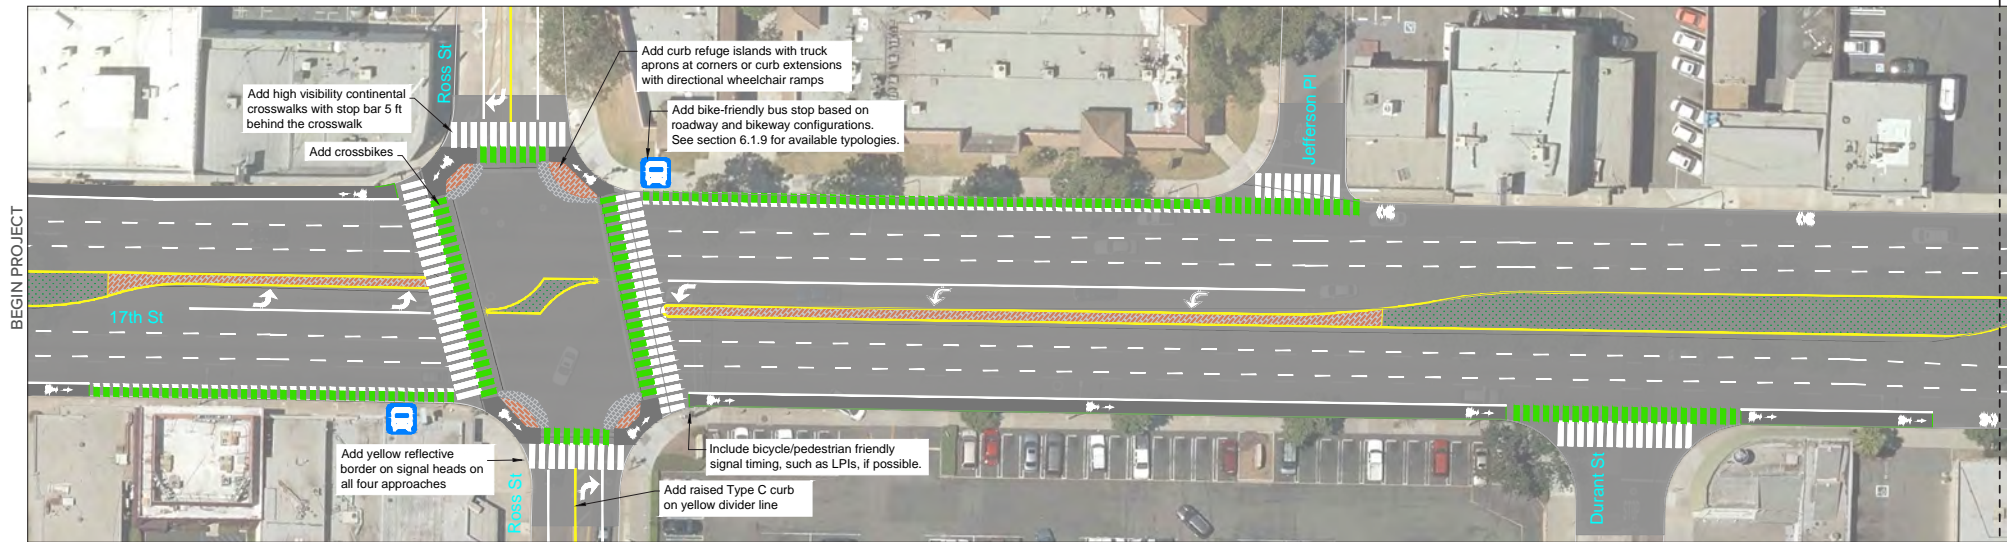 BEGIN PROJECT
Ross St
Add curb refuge islands with truck
aprons at corners or curb extensions
with directional wheelchair ramps
Add high visibility continental
crosswalks with stop bar 5 ft
behind the crosswalk
Add bike-friendly bus stop based on
roadway and bikeway configurations.
See section 6.1.9 for available typologies.
Add crossbikes
Jefferson Pl
17th St
Add yellow reflective
border on signal heads on
all four approaches
Include bicycle/pedestrian friendly
signal timing, such as LPIs, if possible.
Ross St
Add raised Type C curb
on yellow divider line
Durant St